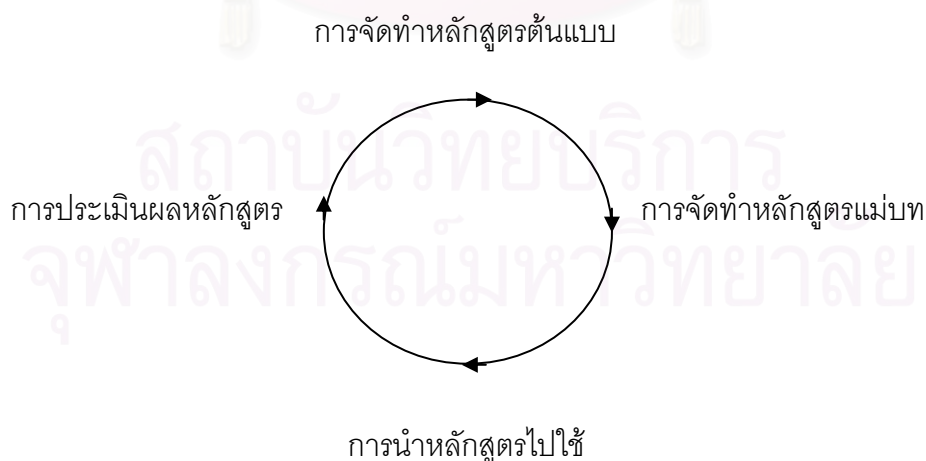 การจัดทำหลักสูตรต้นแบบ
สถาบันวิทยบริการ
การประเมินผลหลักสูตร
การจัดทำหลักสูตรแม่บท
จุฬาลงกรณ์มหาวิทยาลัย
การนำหลักสูตรไปใช้